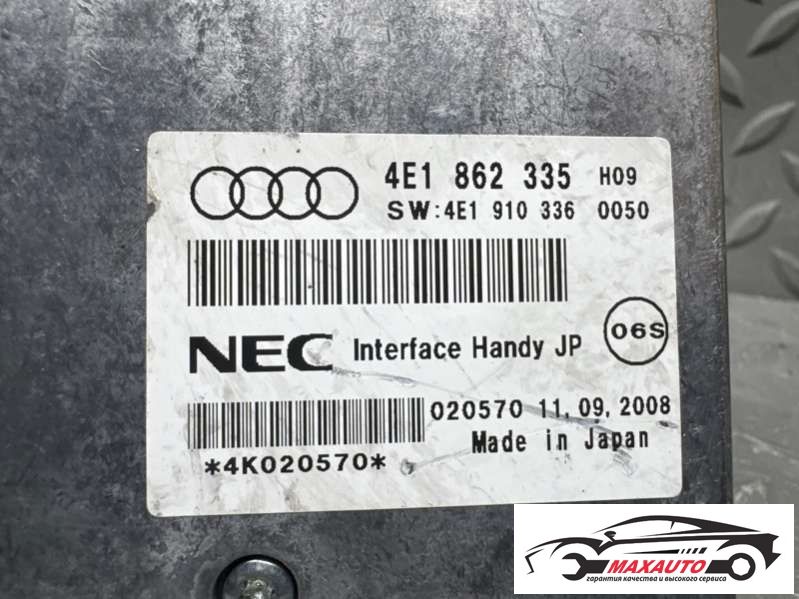 4E1 862 335 H09
SW:4E1 910 336 0050
NEC Interface Handy JP 06S
020570 11,09,2008
*4K020570* Made in Japan
MAXAUTO
гарантия качества и высокого сервиса